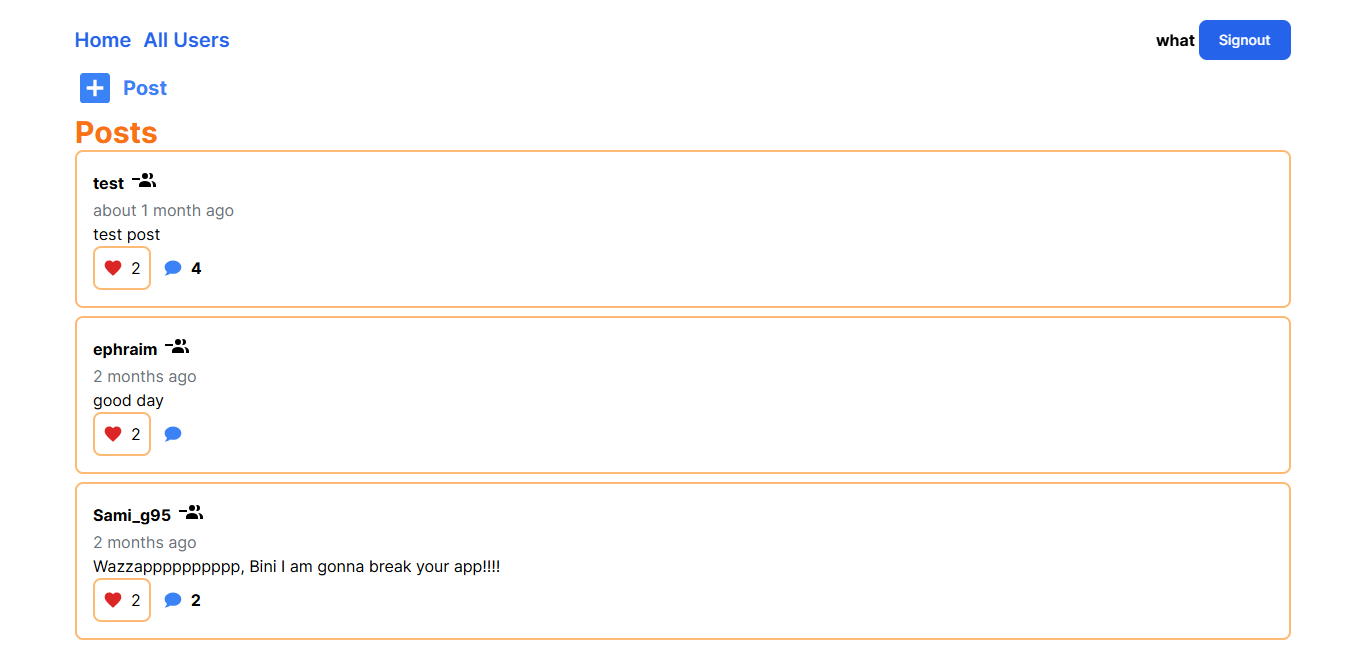 Home All Users what Signout
Post
Posts
test
about 1 month ago
test post
2 4
ephraim
2 months ago
good day
2
Sami_g95
2 months ago
Wazzapppppppppp, Bini I am gonna break your app!!!!
2 2